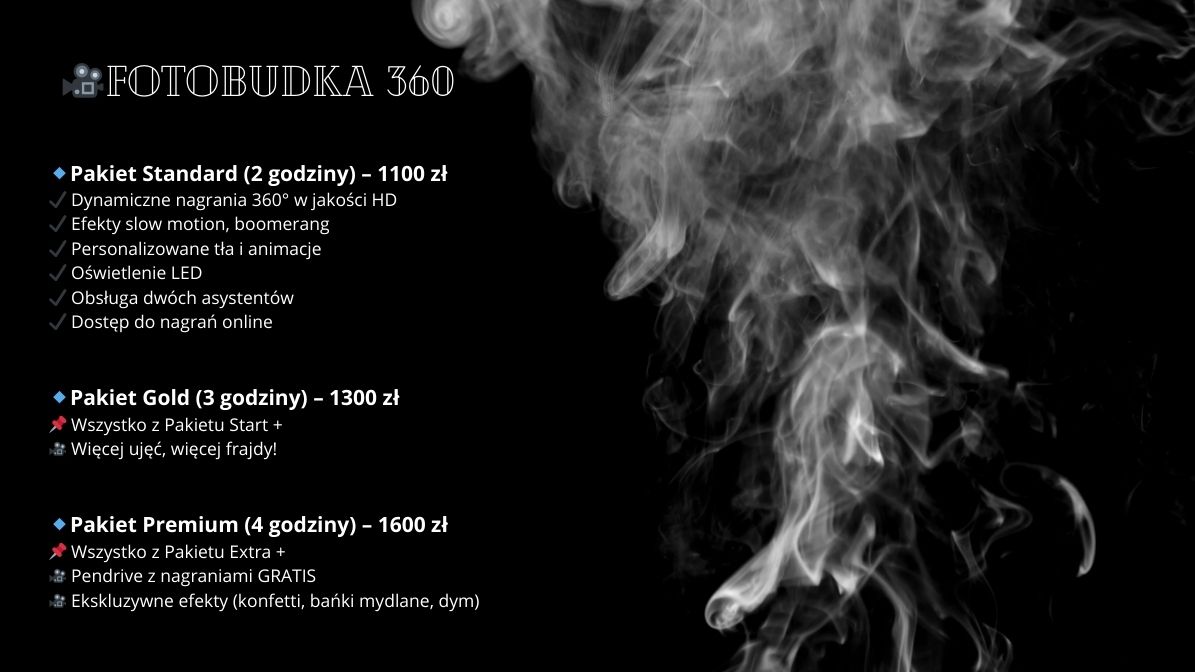 🎥FOTOBUDKA 360
🔹Pakiet Standard (2 godziny) – 1100 zł
✔ Dynamiczne nagrania 360° w jakości HD
✔ Efekty slow motion, boomerang
✔ Personalizowane tła i animacje
✔ Oświetlenie LED
✔ Obsługa dwóch asystentów
✔ Dostęp do nagrań online
🔹Pakiet Gold (3 godziny) – 1300 zł
📌 Wszystko z Pakietu Start +
🎥 Więcej ujęć, więcej frajdy!
🔹Pakiet Premium (4 godziny) – 1600 zł
📌 Wszystko z Pakietu Extra +
🎥 Pendrive z nagraniami GRATIS
🎥 Ekskluzywne efekty (konfetti, bańki mydlane, dym)